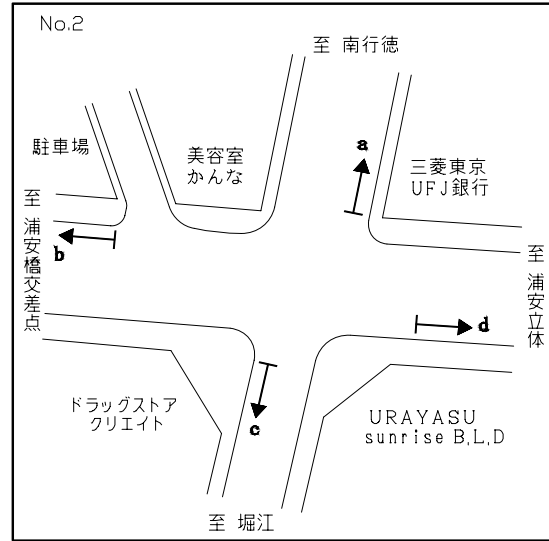 No.2
至 南行徳
駐車場
美容室
かんな
a
三菱東京
UFJ銀行
至 浦安橋交差点
b
至 浦安立体
d
ドラッグストア
クリエイト
c
URAYASU
sunrise B,L,D
至 堀江